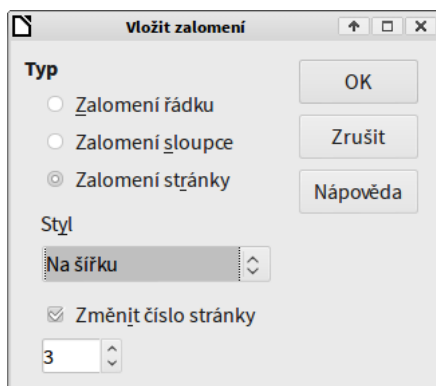 Vložit zalomení
Typ
Zalomení řádku
Zalomení sloupce
Zalomení stránky
Styl
Na šířku
Změnit číslo stránky
3
OK
Zrušit
Nápověda